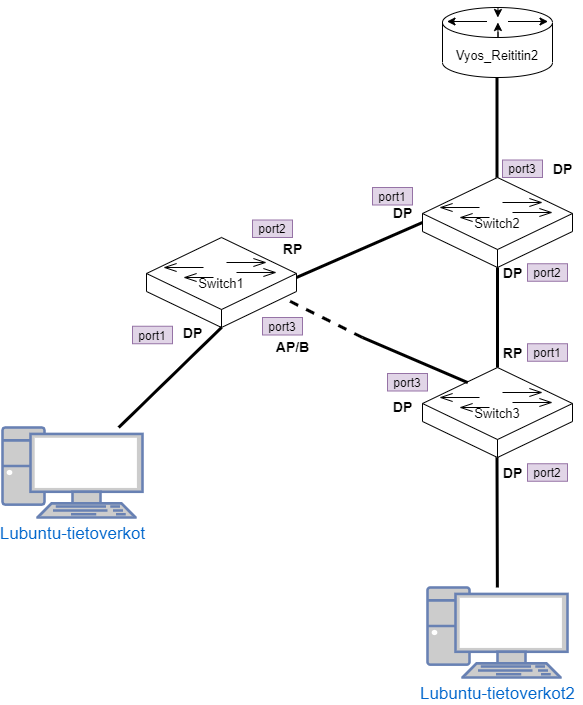 Vyos_Reititin2
port3 DP
port1
DP
Switch2
port2
RP
DP port2
Switch1
port1 DP
port3
AP/B
RP port1
port3
DP
Switch3
DP port2
Lubuntu-tietoverkot
Lubuntu-tietoverkot2